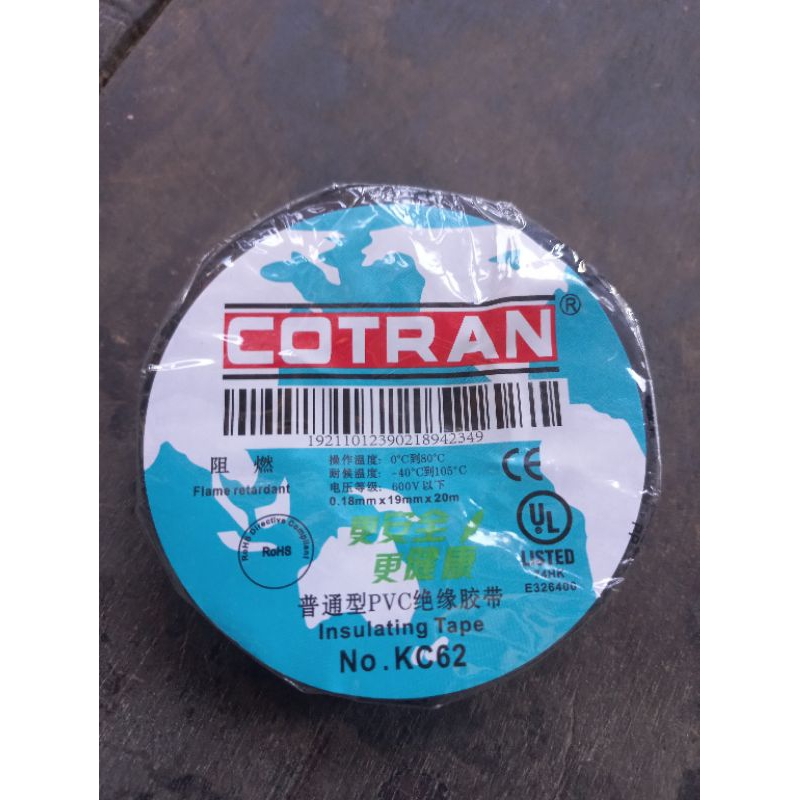 COTRAN®
19211012390218942349
阻 燃
Flame retardant
操作温度: 0°C到80°C
耐候温度: -40°C到105°C
电压等级: 600V以下
0.18mm x 19mm x 20m
CE
RoHS Directive Compliant
RoHS
更安全!
更健康
UL
LISTED
E326400
普通型PVC绝缘胶带
Insulating Tape
No.KC62